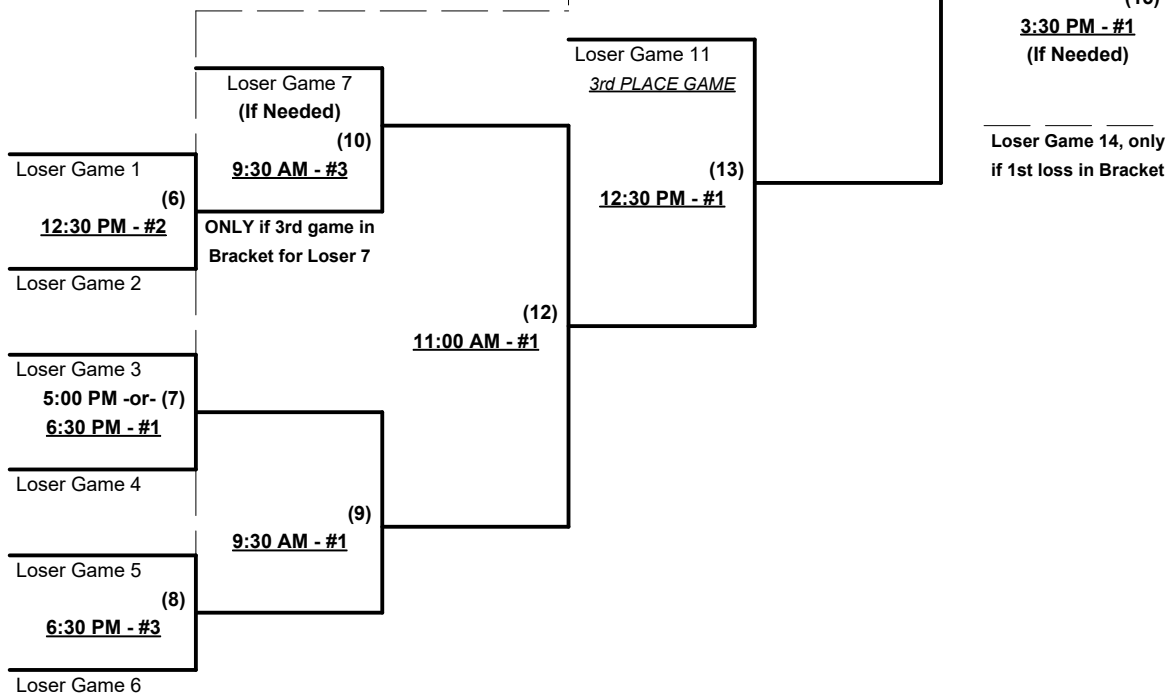 3:30 PM - #1
(If Needed)
Loser Game 11
3rd PLACE GAME
Loser Game 7
(If Needed)
(10)
9:30 AM - #3
Loser Game 14, only
if 1st loss in Bracket
Loser Game 1
(6)
12:30 PM - #2
(13)
12:30 PM - #1
ONLY if 3rd game in
Bracket for Loser 7
Loser Game 2
(12)
11:00 AM - #1
Loser Game 3
5:00 PM -or- (7)
6:30 PM - #1
Loser Game 4
(9)
9:30 AM - #1
Loser Game 5
(8)
6:30 PM - #3
Loser Game 6